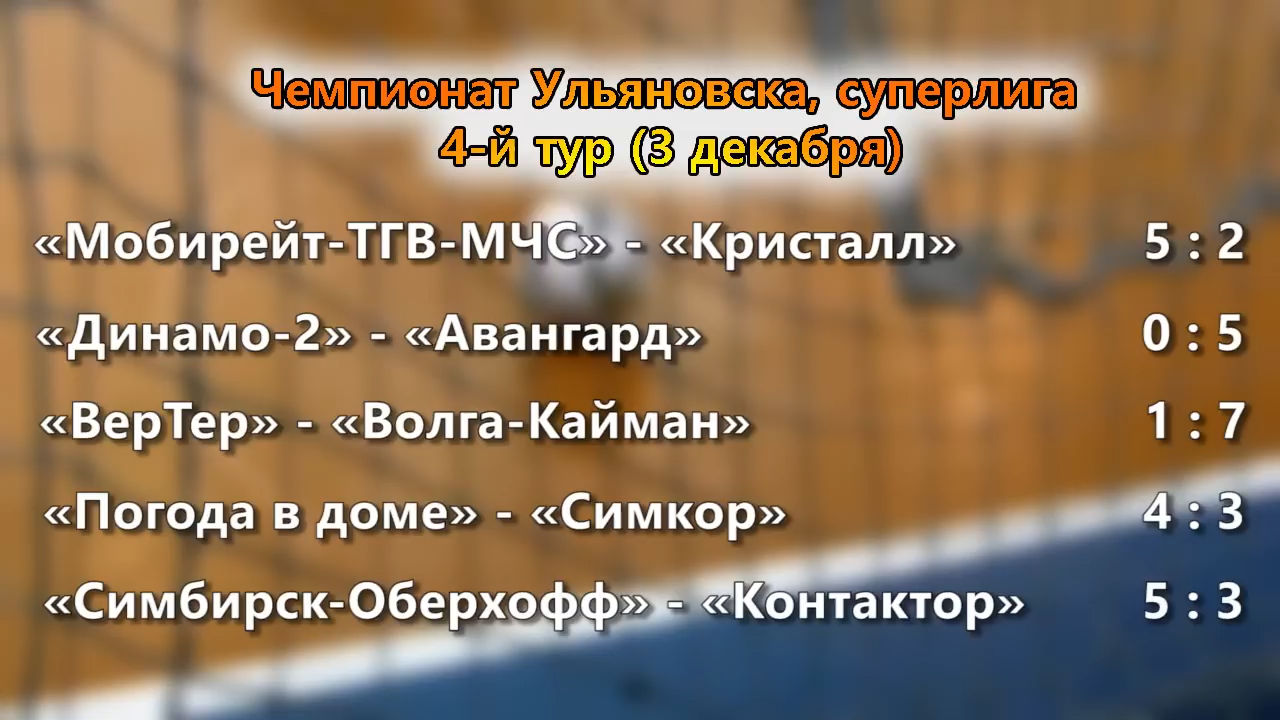 Чемпионат Ульяновска, суперлига
4-й тур (3 декабря)
«Мобирейт-ТГВ-МЧС» - «Кристалл» 5 : 2
«Динамо-2» - «Авангард» 0 : 5
«ВерТер» - «Волга-Кайман» 1 : 7
«Погода в доме» - «Симкор» 4 : 3
«Симбирск-Оберхофф» - «Контактор» 5 : 3